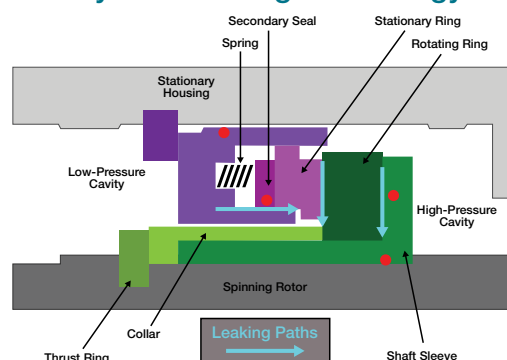 Secondary Seal
Stationary Ring
Spring
Rotating Ring
Stationary
Housing
Low-Pressure
Cavity
High-Pressure
Cavity
Spinning Rotor
Collar
Leaking Paths
Thrust Ring
Shaft Sleeve